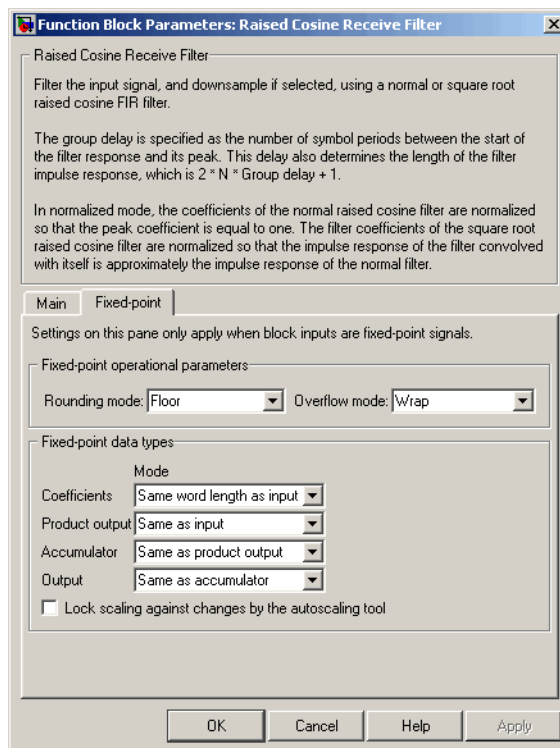 Function Block Parameters: Raised Cosine Receive Filter
Raised Cosine Receive Filter
Filter the input signal, and downsample if selected, using a normal or square root
raised cosine FIR filter.
The group delay is specified as the number of symbol periods between the start of
the filter response and its peak. This delay also determines the length of the filter
impulse response, which is 2 * N * Group delay + 1.
In normalized mode, the coefficients of the normal raised cosine filter are normalized
so that the peak coefficient is equal to one. The filter coefficients of the square root
raised cosine filter are normalized so that the impulse response of the filter convolved
with itself is approximately the impulse response of the normal filter.
Main Fixed-point
Settings on this pane only apply when block inputs are fixed-point signals.
Fixed-point operational parameters
Rounding mode: Floor Overflow mode: Wrap
Fixed-point data types
Mode
Coefficients Same word length as input
Product output Same as input
Accumulator Same as product output
Output Same as accumulator
Lock scaling against changes by the autoscaling tool
OK Cancel Help Apply